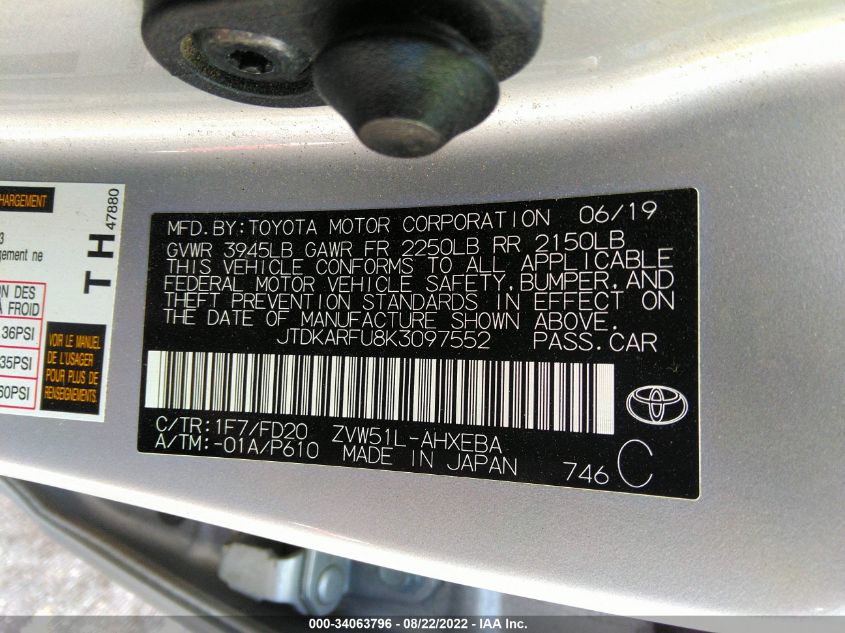 CHARGEMENT
gement ne
ON DES
À FROID
36PSI
35PSI
60PSI
VOIR LE MANUEL
DE L'USAGER
POUR PLUS DE
RENSEIGNEMENTS
TH
47880
MFD.BY:TOYOTA MOTOR CORPORATION 06/19
GVWR 3945LB GAWR FR 2250LB RR 2150LB
THIS VEHICLE CONFORMS TO ALL APPLICABLE
FEDERAL MOTOR VEHICLE SAFETY,BUMPER,AND
THEFT PREVENTION STANDARDS IN EFFECT ON
THE DATE OF MANUFACTURE SHOWN ABOVE.
JTDKARFU8K3097552 PASS.CAR
C/TR:1F7/FD20 ZVW51L-AHXEBA
A/TM:-01A/P610 MADE IN JAPAN 746 C
000-34063796 - 08/22/2022 - IAA Inc.